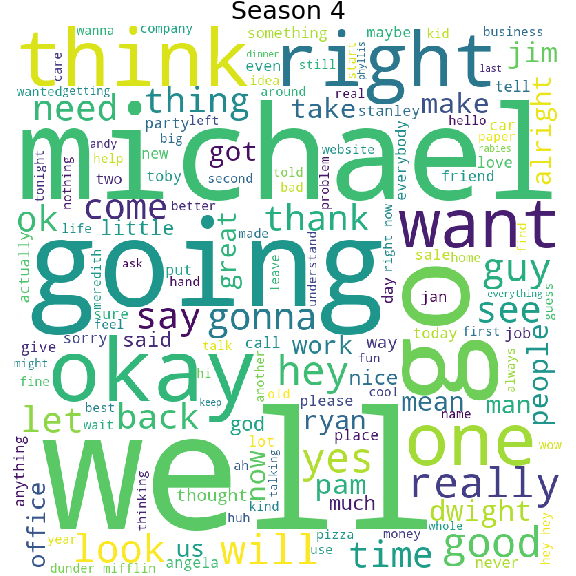 Season 4
wanna
company
something
maybe
kid
business
think
right
jim
care
dinner
even
still
start
phyllis
last
wanted
getting
idea
around
real
tell
need
thing
take
make
alright
party
left
stanley
hello
car
michael
andy
big
got
website
everybody
paper
rabies
help
new
tonight
nothing
two
toby
second
told
bad
problem
love
friend
ok
come
better
thank
want
life
little
great
made
understand
right now
find
actually
going
go
sale
home
guy
meredith
ask
put
hand
leave
day
jan
see
everything
guess
sure
feel
say
gonna
today
first
job
people
sorry
said
call
work
way
give
talk
fun
might
fine
okay
hi
another
hey
nice
cool
always
keep
old
please
mean
man
name
let
best
back
wait
god
ryan
place
well
one
wow
anything
ah
lot
now
yes
talking
kind
pam
really
thinking
thought
much
office
huh
dwight
year
look
us
will
pizza
use
money
whole
time
good
never
hey hey
dunder mifflin
angela